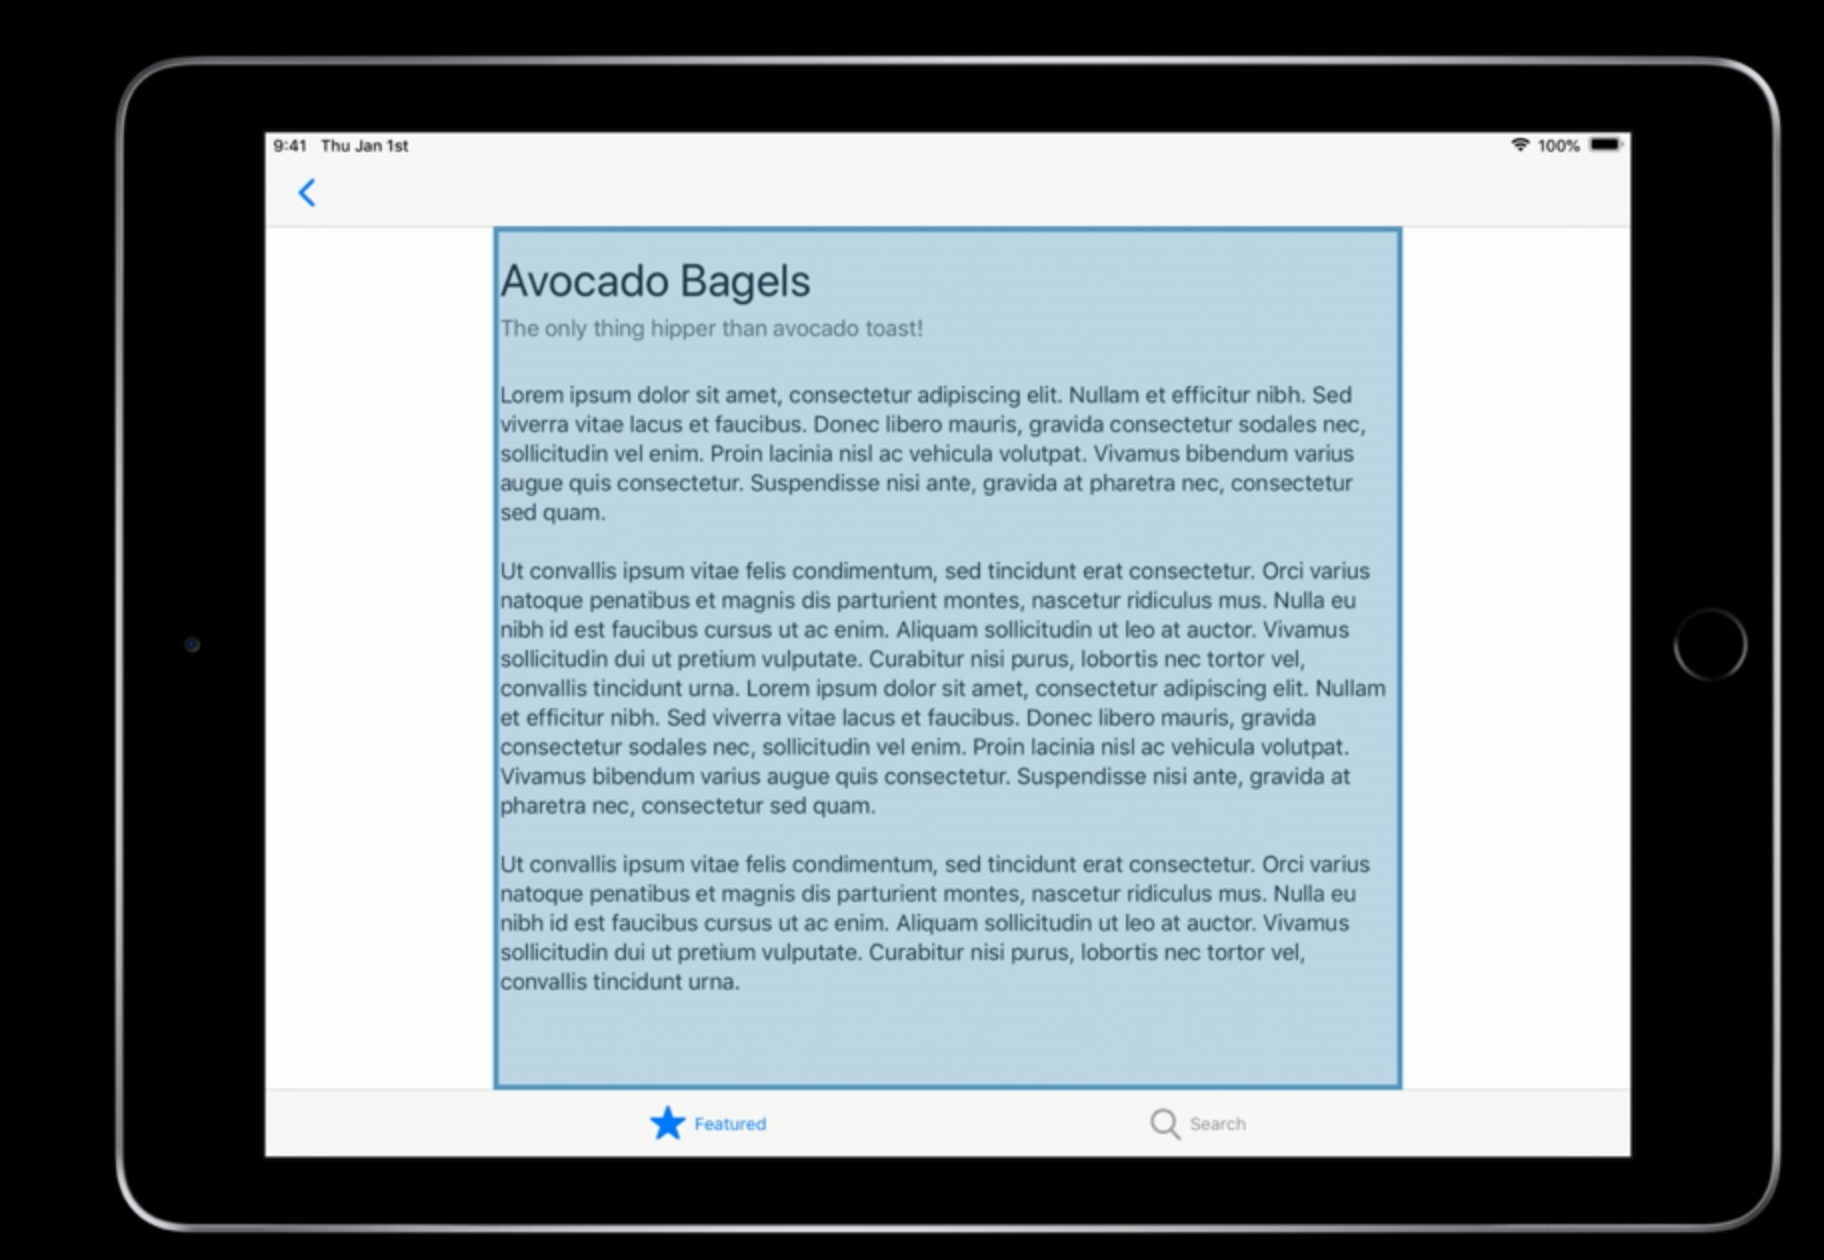 9:41 Thu Jan 1st 100%
Avocado Bagels
The only thing hipper than avocado toast!
Lorem ipsum dolor sit amet, consectetur adipiscing elit. Nullam et efficitur nibh. Sed
viverra vitae lacus et faucibus. Donec libero mauris, gravida consectetur sodales nec,
sollicitudin vel enim. Proin lacinia nisl ac vehicula volutpat. Vivamus bibendum varius
augue quis consectetur. Suspendisse nisi ante, gravida at pharetra nec, consectetur
sed quam.
Ut convallis ipsum vitae felis condimentum, sed tincidunt erat consectetur. Orci varius
natoque penatibus et magnis dis parturient montes, nascetur ridiculus mus. Nulla eu
nibh id est faucibus cursus ut ac enim. Aliquam sollicitudin ut leo at auctor. Vivamus
sollicitudin dui ut pretium vulputate. Curabitur nisi purus, lobortis nec tortor vel,
convallis tincidunt urna. Lorem ipsum dolor sit amet, consectetur adipiscing elit. Nullam
et efficitur nibh. Sed viverra vitae lacus et faucibus. Donec libero mauris, gravida
consectetur sodales nec, sollicitudin vel enim. Proin lacinia nisl ac vehicula volutpat.
Vivamus bibendum varius augue quis consectetur. Suspendisse nisi ante, gravida at
pharetra nec, consectetur sed quam.
Ut convallis ipsum vitae felis condimentum, sed tincidunt erat consectetur. Orci varius
natoque penatibus et magnis dis parturient montes, nascetur ridiculus mus. Nulla eu
nibh id est faucibus cursus ut ac enim. Aliquam sollicitudin ut leo at auctor. Vivamus
sollicitudin dui ut pretium vulputate. Curabitur nisi purus, lobortis nec tortor vel,
convallis tincidunt urna.
Featured Search